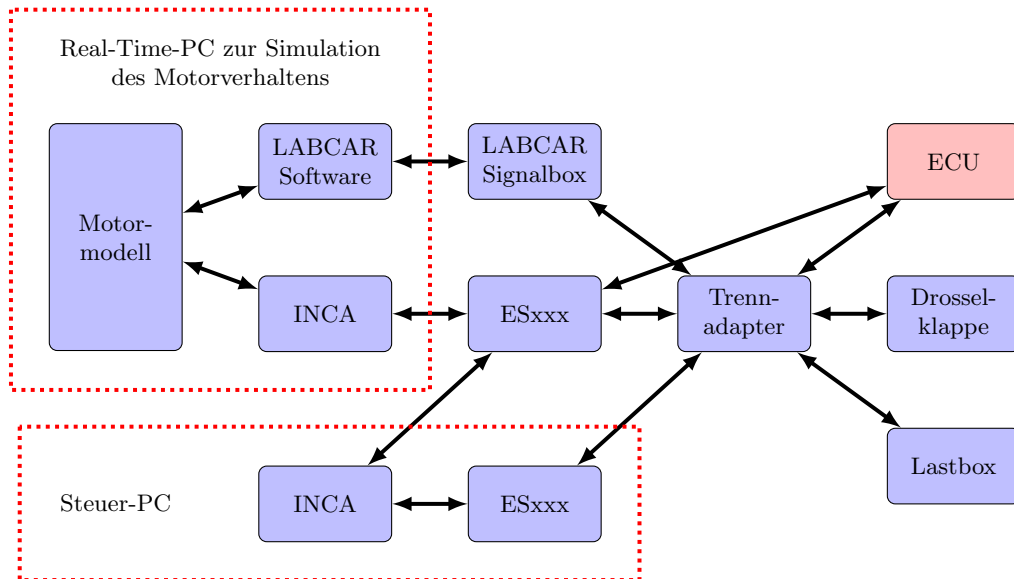 Real-Time-PC zur Simulation
des Motorverhaltens
Motor-
modell
LABCAR
Software
LABCAR
Signalbox
ECU
INCA
ESxxx
Trenn-
adapter
Drossel-
klappe
Steuer-PC
INCA
ESxxx
Lastbox